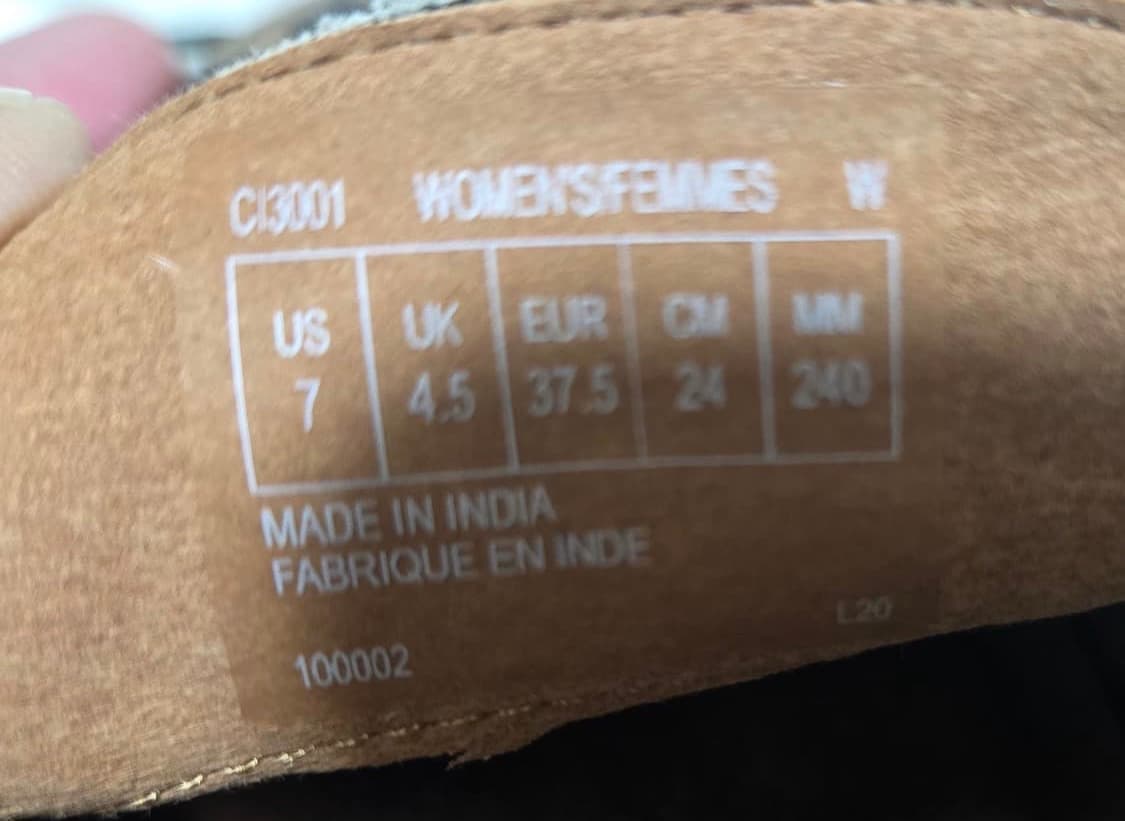 CI3001 WOMEN'S/FEMMES W
US UK EUR CM MM
7 4.5 37.5 24 240
MADE IN INDIA
FABRIQUE EN INDE
L20
100002